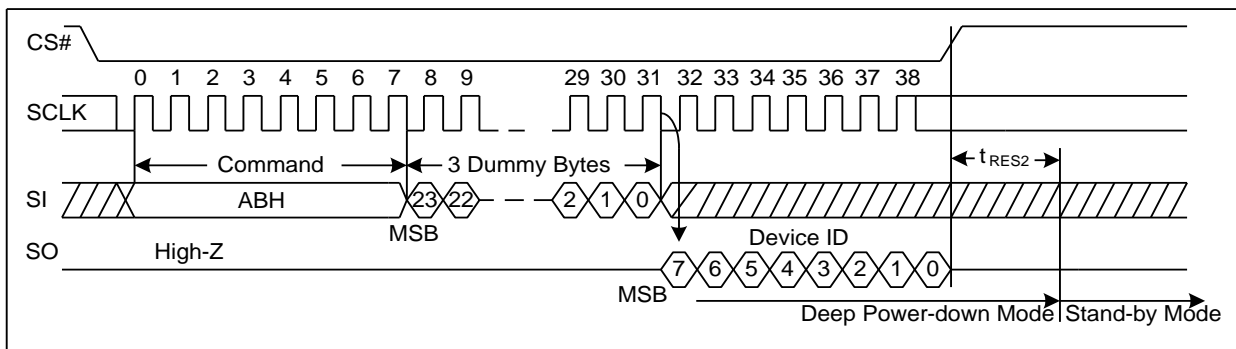 CS#
0 1 2 3 4 5 6 7 8 9 29 30 31 32 33 34 35 36 37 38
SCLK
Command 3 Dummy Bytes t RES2
SI ABH 23 22 2 1 0
MSB
SO High-Z Device ID
7 6 5 4 3 2 1 0
MSB
Deep Power-down Mode Stand-by Mode